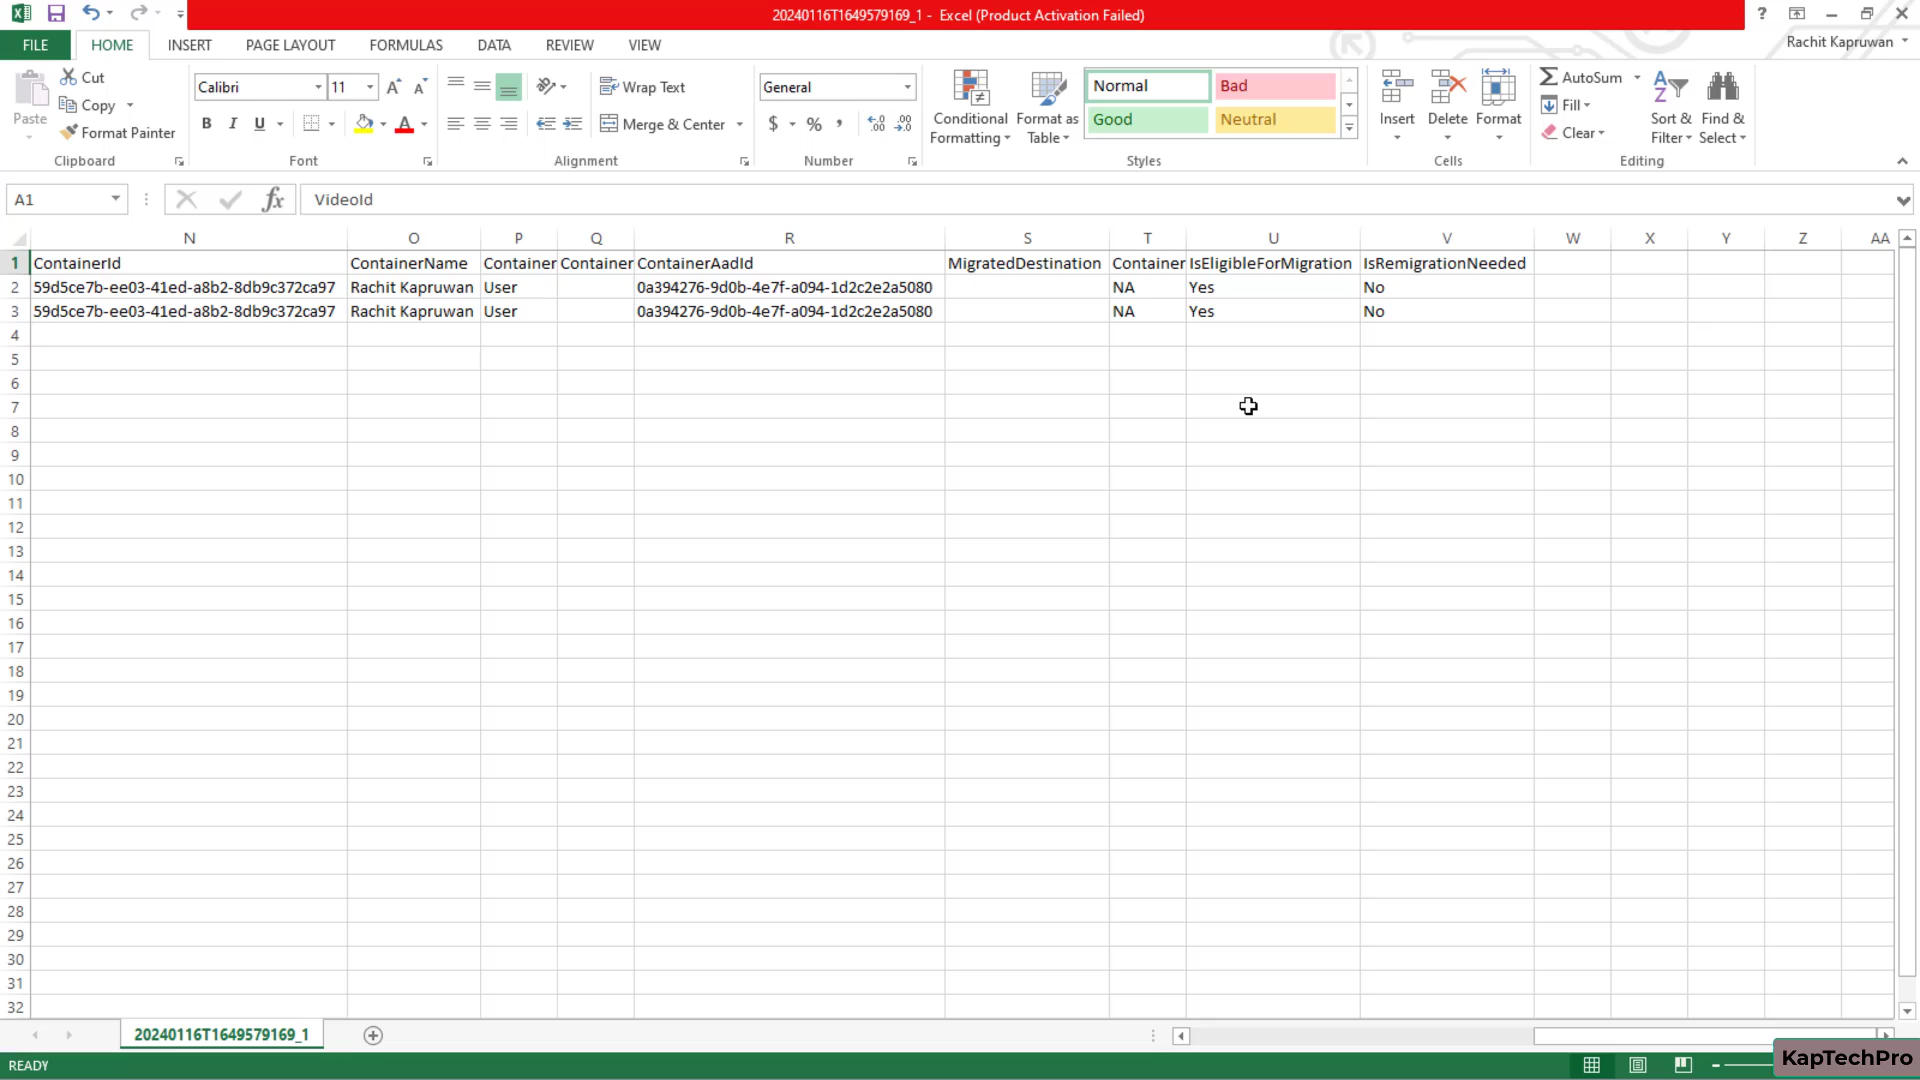 20240116T1649579169_1 - Excel (Product Activation Failed)
?
FILE HOME INSERT PAGE LAYOUT FORMULAS DATA REVIEW VIEW
Rachit Kapruwan
Paste
Cut
Copy
Format Painter
Clipboard
Calibri 11
B I U
Font
Wrap Text
Merge & Center
Alignment
General
$ % ,
Number
Conditional Formatting
Format as Table
Normal Bad
Good Neutral
Styles
Insert Delete Format
Cells
AutoSum
Fill
Clear
Sort & Filter
Find & Select
Editing
A1 fx VideoId
N O P Q R S T U V W X Y Z AA
1 ContainerId ContainerName Container Container ContainerAadId MigratedDestination Container IsEligibleForMigration IsRemigrationNeeded
2 59d5ce7b-ee03-41ed-a8b2-8db9c372ca97 Rachit Kapruwan User 0a394276-9d0b-4e7f-a094-1d2c2e2a5080 NA Yes No
3 59d5ce7b-ee03-41ed-a8b2-8db9c372ca97 Rachit Kapruwan User 0a394276-9d0b-4e7f-a094-1d2c2e2a5080 NA Yes No
4
5
6
7
8
9
10
11
12
13
14
15
16
17
18
19
20
21
22
23
24
25
26
27
28
29
30
31
32
20240116T1649579169_1
READY
KapTechPro